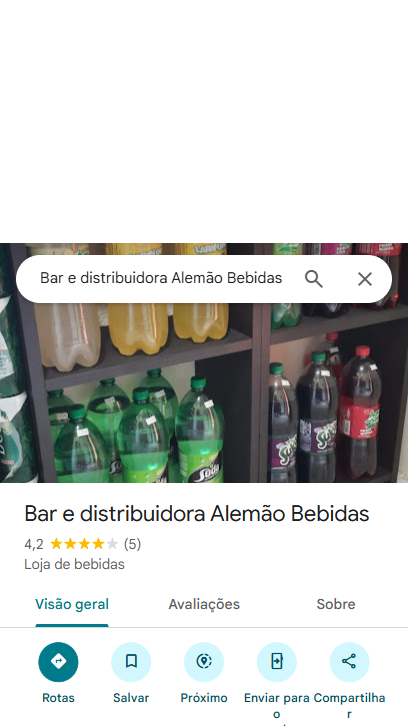 Bar e distribuidora Alemão Bebidas
Bar e distribuidora Alemão Bebidas
4,2 (5)
Loja de bebidas
Visão geral Avaliações Sobre
Rotas Salvar Próximo Enviar para o Compartilhar